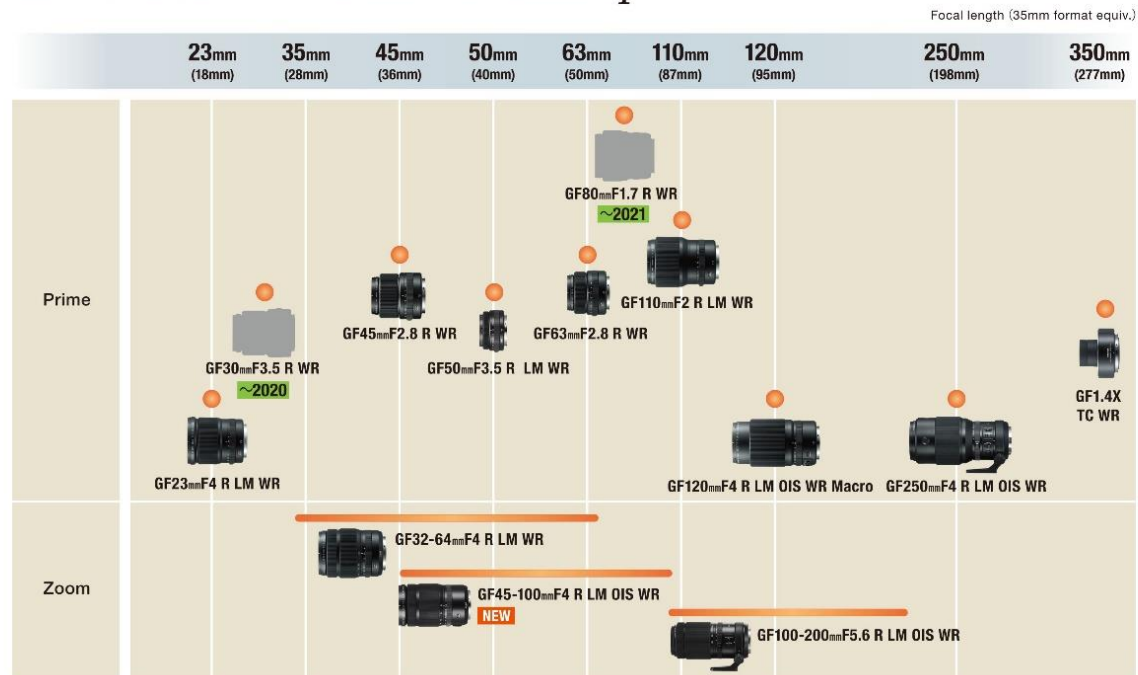 Focal length (35mm format equiv.)
23mm 35mm 45mm 50mm 63mm 110mm 120mm 250mm 350mm
(18mm) (28mm) (36mm) (40mm) (50mm) (87mm) (95mm) (198mm) (277mm)
Prime
GF80mmF1.7 R WR
～2021
GF110mmF2 R LM WR
GF45mmF2.8 R WR
GF63mmF2.8 R WR
GF50mmF3.5 R LM WR
GF30mmF3.5 R WR
～2020
GF1.4X
TC WR
GF23mmF4 R LM WR
GF120mmF4 R LM OIS WR Macro
GF250mmF4 R LM OIS WR
Zoom
GF32-64mmF4 R LM WR
GF45-100mmF4 R LM OIS WR
NEW
GF100-200mmF5.6 R LM OIS WR